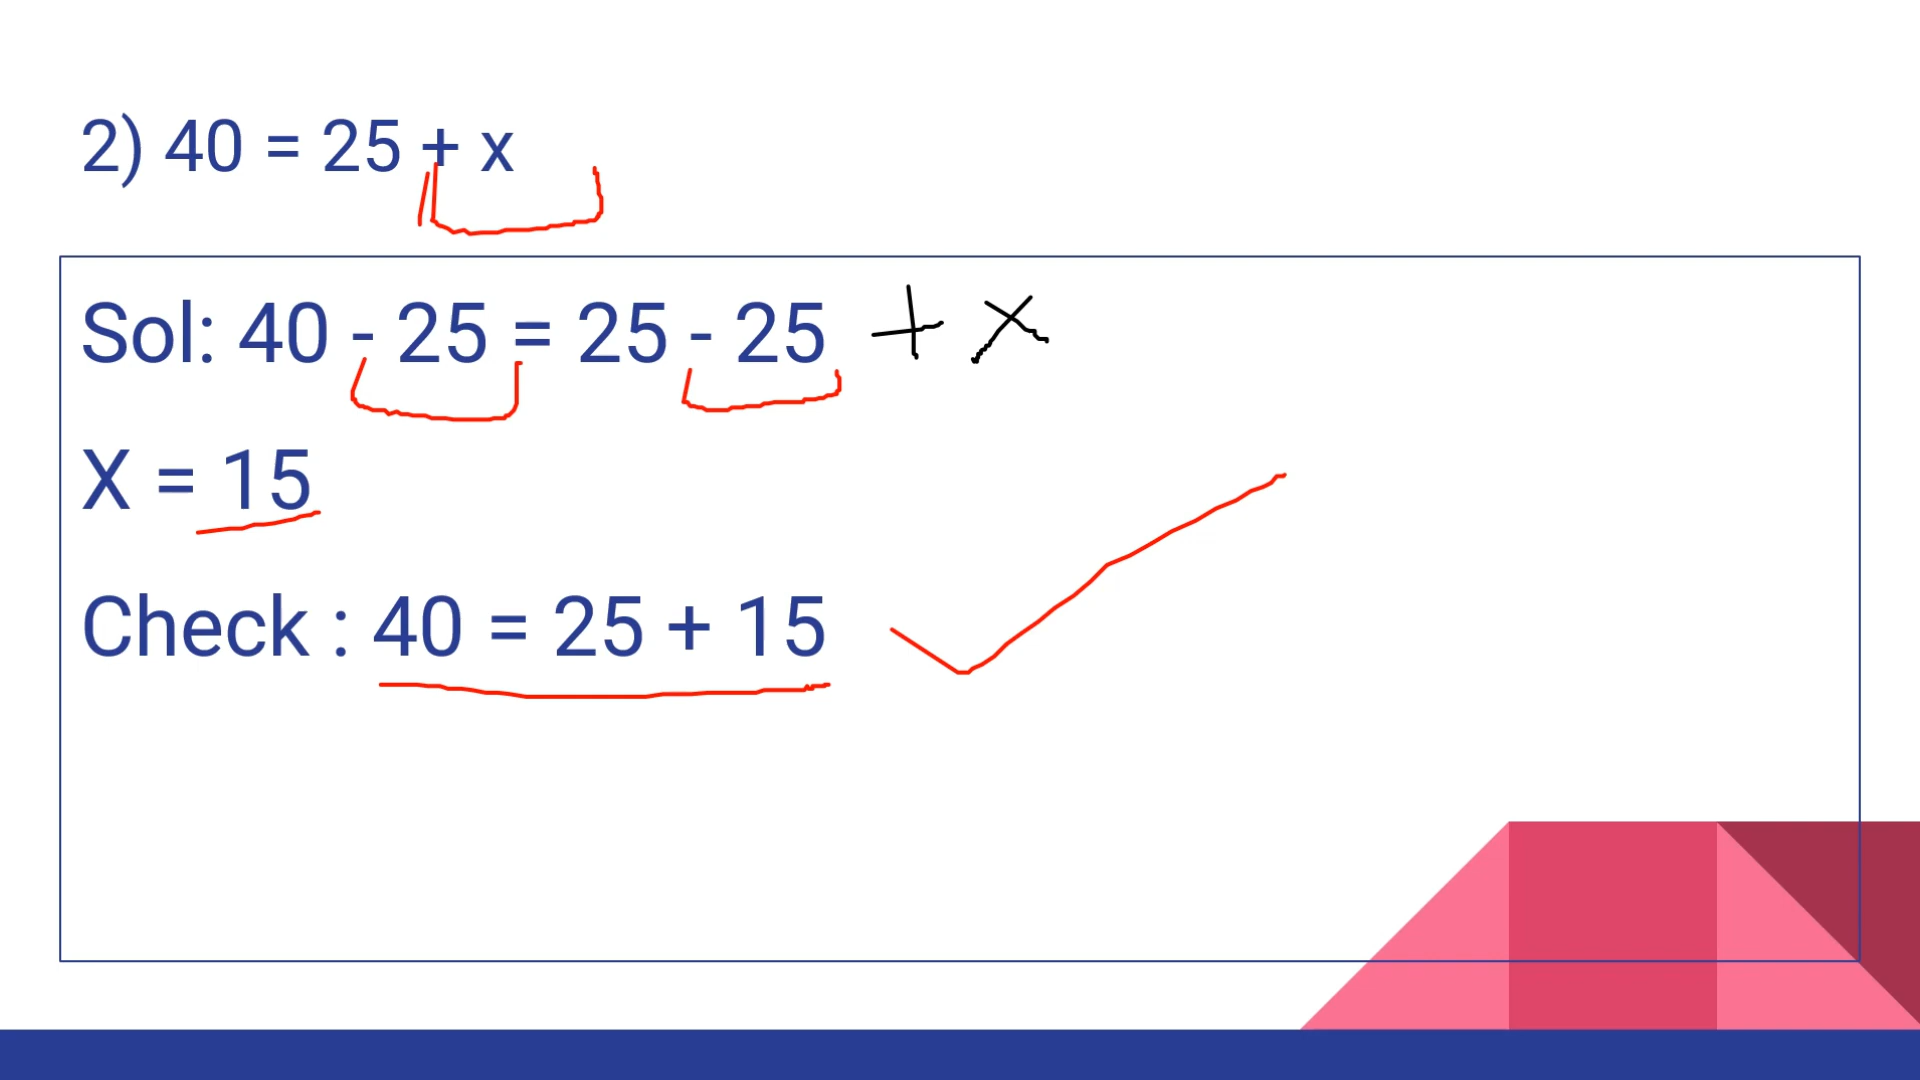 2) 40 = 25 + x
Sol: 40 - 25 = 25 - 25 + x
X = 15
Check : 40 = 25 + 15